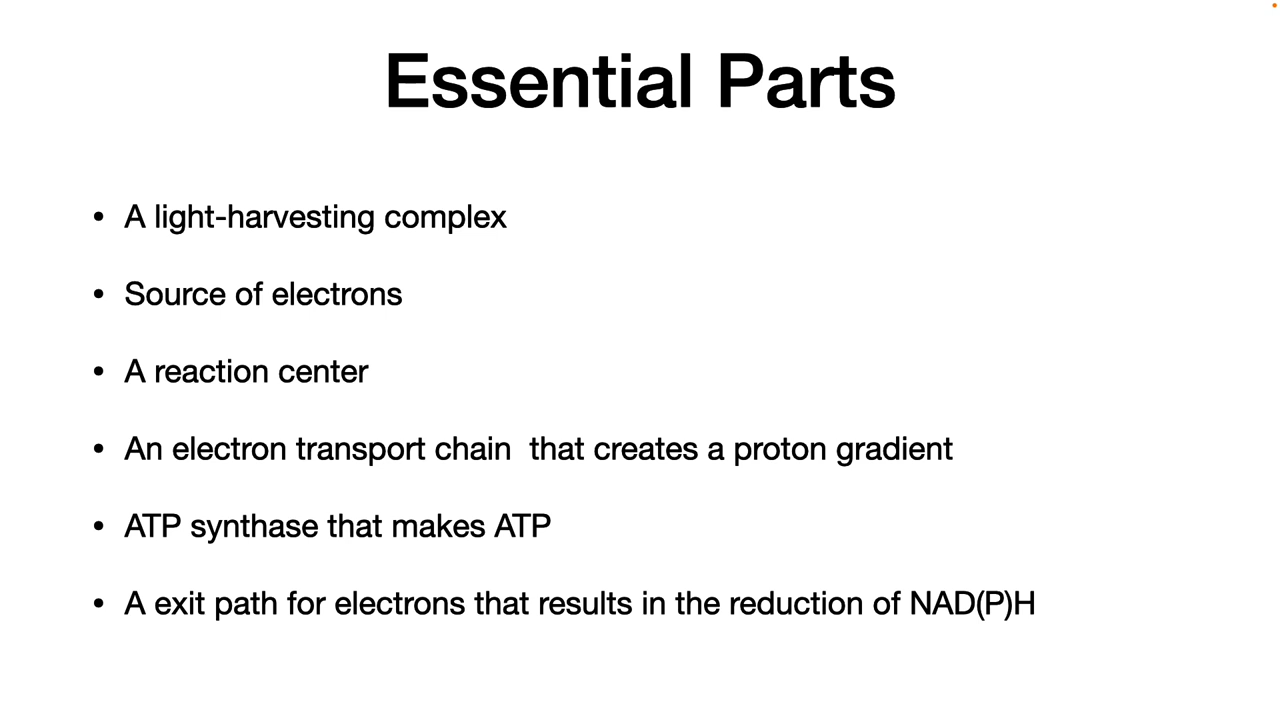 Essential Parts
• A light-harvesting complex
• Source of electrons
• A reaction center
• An electron transport chain  that creates a proton gradient
• ATP synthase that makes ATP
• A exit path for electrons that results in the reduction of NAD(P)H